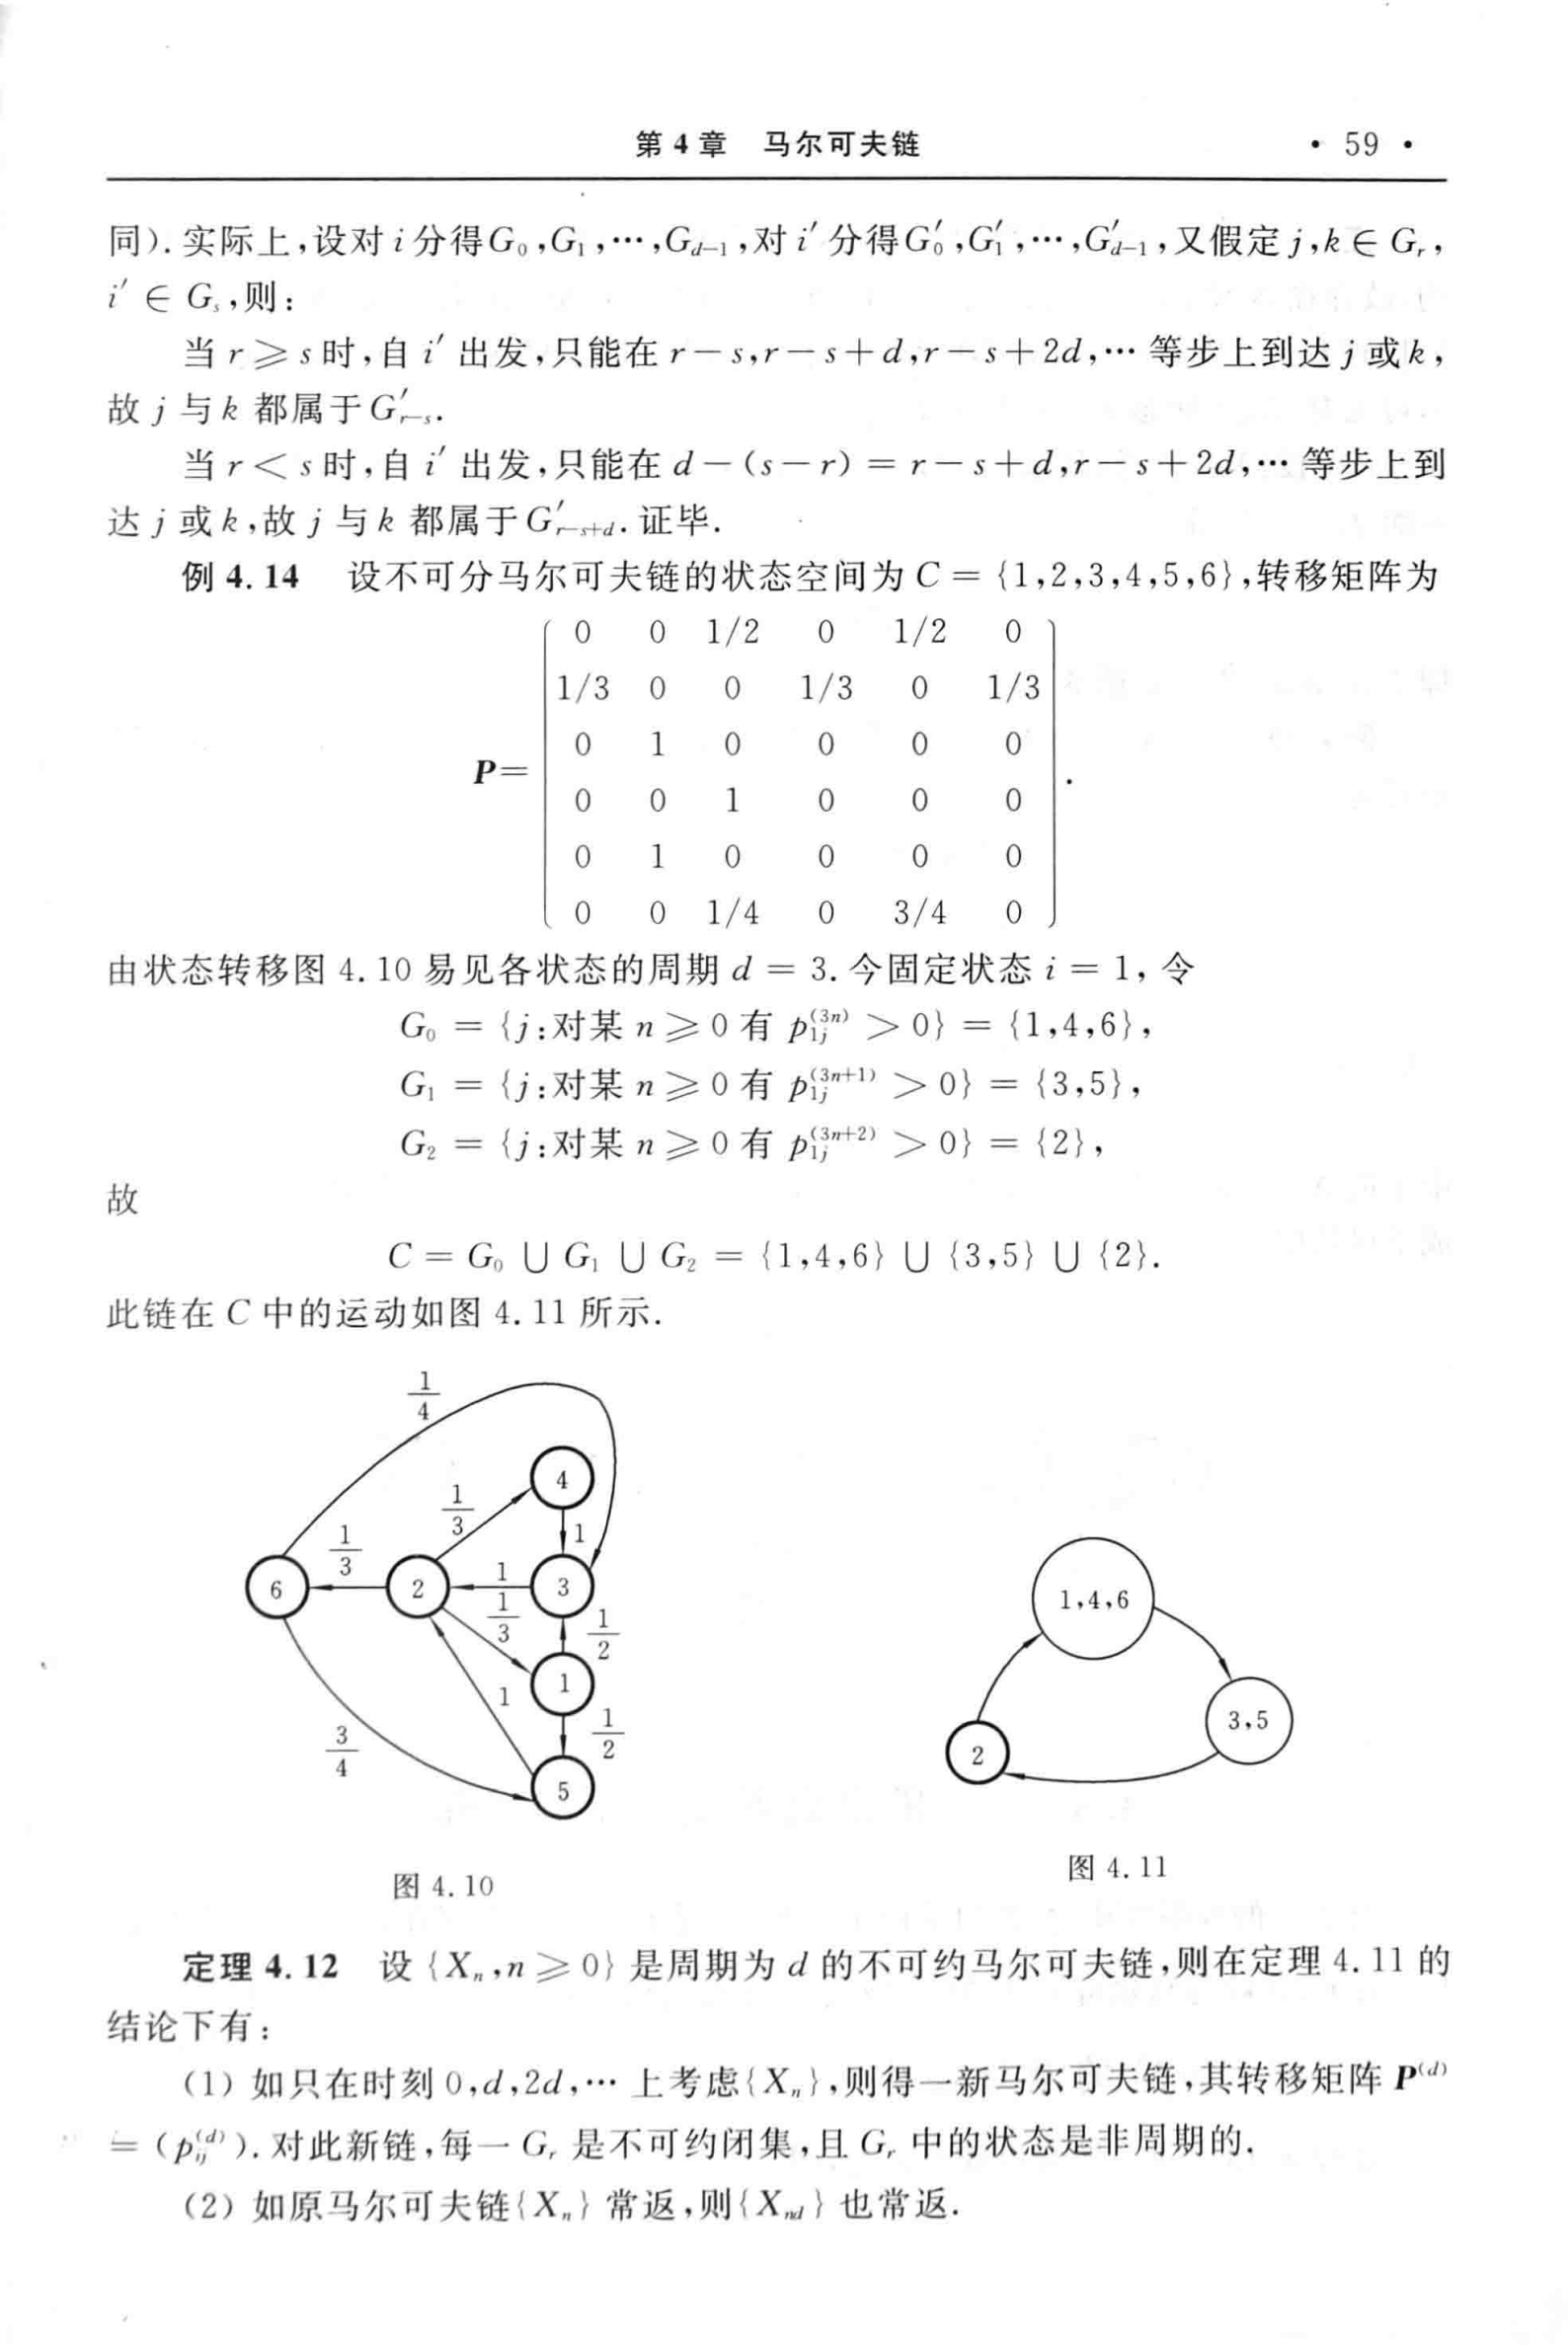 第 4 章 马尔可夫链 · 59 ·
同). 实际上,设对 i 分得G₀,G₁,⋯,G_{d−1},对 i′ 分得G₀′,G₁′,⋯,G′_{d−1},又假定 j,k ∈ G_r,
i′ ∈ G_s,则:
当 r ⩾ s 时,自 i′ 出发,只能在 r−s,r−s+d,r−s+2d,⋯ 等步上到达 j 或 k,
故 j 与 k 都属于G′_{r−s}.
当 r < s 时,自 i′ 出发,只能在 d−(s−r) = r−s+d,r−s+2d,⋯ 等步上到
达 j 或 k,故 j 与 k 都属于G′_{r−s+d}. 证毕.
例 4.14 设不可分马尔可夫链的状态空间为 C = {1,2,3,4,5,6},转移矩阵为
0 0 1/2 0 1/2 0
1/3 0 0 1/3 0 1/3
0 1 0 0 0 0
P=
0 0 1 0 0 0
0 1 0 0 0 0
0 0 1/4 0 3/4 0
.
由状态转移图 4.10 易见各状态的周期 d = 3. 今固定状态 i = 1, 令
G₀ = {j:对某 n ⩾ 0 有 p_{1j}^{(3n)} > 0} = {1,4,6},
G₁ = {j:对某 n ⩾ 0 有 p_{1j}^{(3n+1)} > 0} = {3,5},
G₂ = {j:对某 n ⩾ 0 有 p_{1j}^{(3n+2)} > 0} = {2},
故
C = G₀ ∪ G₁ ∪ G₂ = {1,4,6} ∪ {3,5} ∪ {2}.
此链在 C 中的运动如图 4.11 所示.
1/4
4
1/3
1
1/3
6
2
1
3
1/3
1/2
1
1
1/2
3/4
5
图 4.10
1,4,6
3,5
2
图 4.11
定理 4.12 设 {X_n,n ⩾ 0} 是周期为 d 的不可约马尔可夫链,则在定理 4.11 的
结论下有:
(1) 如只在时刻 0,d,2d,⋯ 上考虑{X_n},则得一新马尔可夫链,其转移矩阵 P^{(d)}
= (p_{ij}^{(d)}). 对此新链,每一 G_r 是不可约闭集,且 G_r 中的状态是非周期的.
(2) 如原马尔可夫链{X_n} 常返,则{X_{nd}} 也常返.